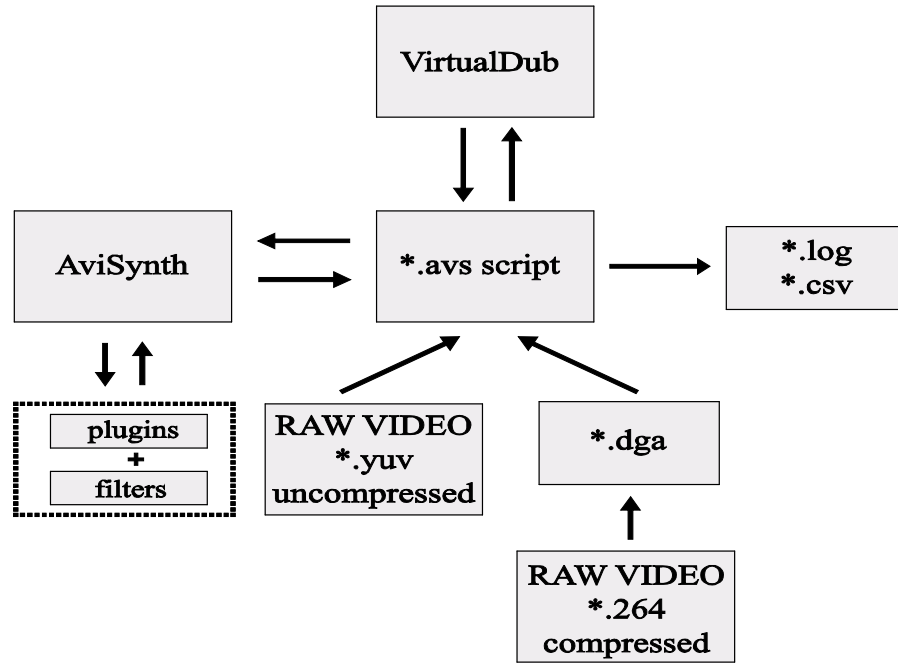 VirtualDub
AviSynth
*.avs script
*.log
*.csv
plugins
+
filters
RAW VIDEO
*.yuv
uncompressed
*.dga
RAW VIDEO
*.264
compressed